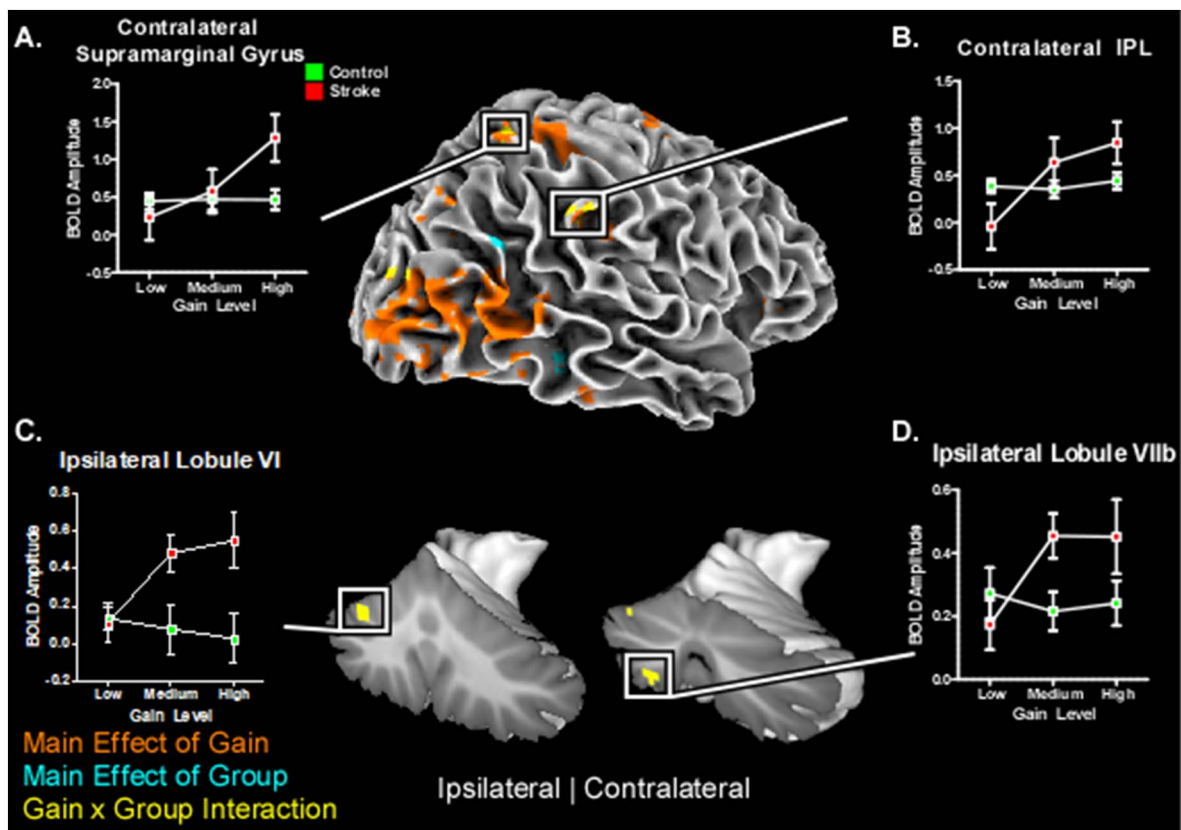 A.
Contralateral
Supramarginal Gyrus
Control
Stroke
2.0
1.5
1.0
0.5
0.0
-0.5
BOLD Amplitude
Low Medium High
Gain Level
B.
Contralateral IPL
1.5
1.0
0.5
0.0
-0.5
BOLD Amplitude
Low Medium High
Gain Level
C.
Ipsilateral Lobule VI
0.8
0.6
0.4
0.2
0.0
-0.2
BOLD Amplitude
Low Medium High
Gain Level
D.
Ipsilateral Lobule VIIb
0.6
0.4
0.2
0.0
BOLD Amplitude
Low Medium High
Gain Level
Main Effect of Gain
Main Effect of Group
Gain x Group Interaction
Ipsilateral | Contralateral